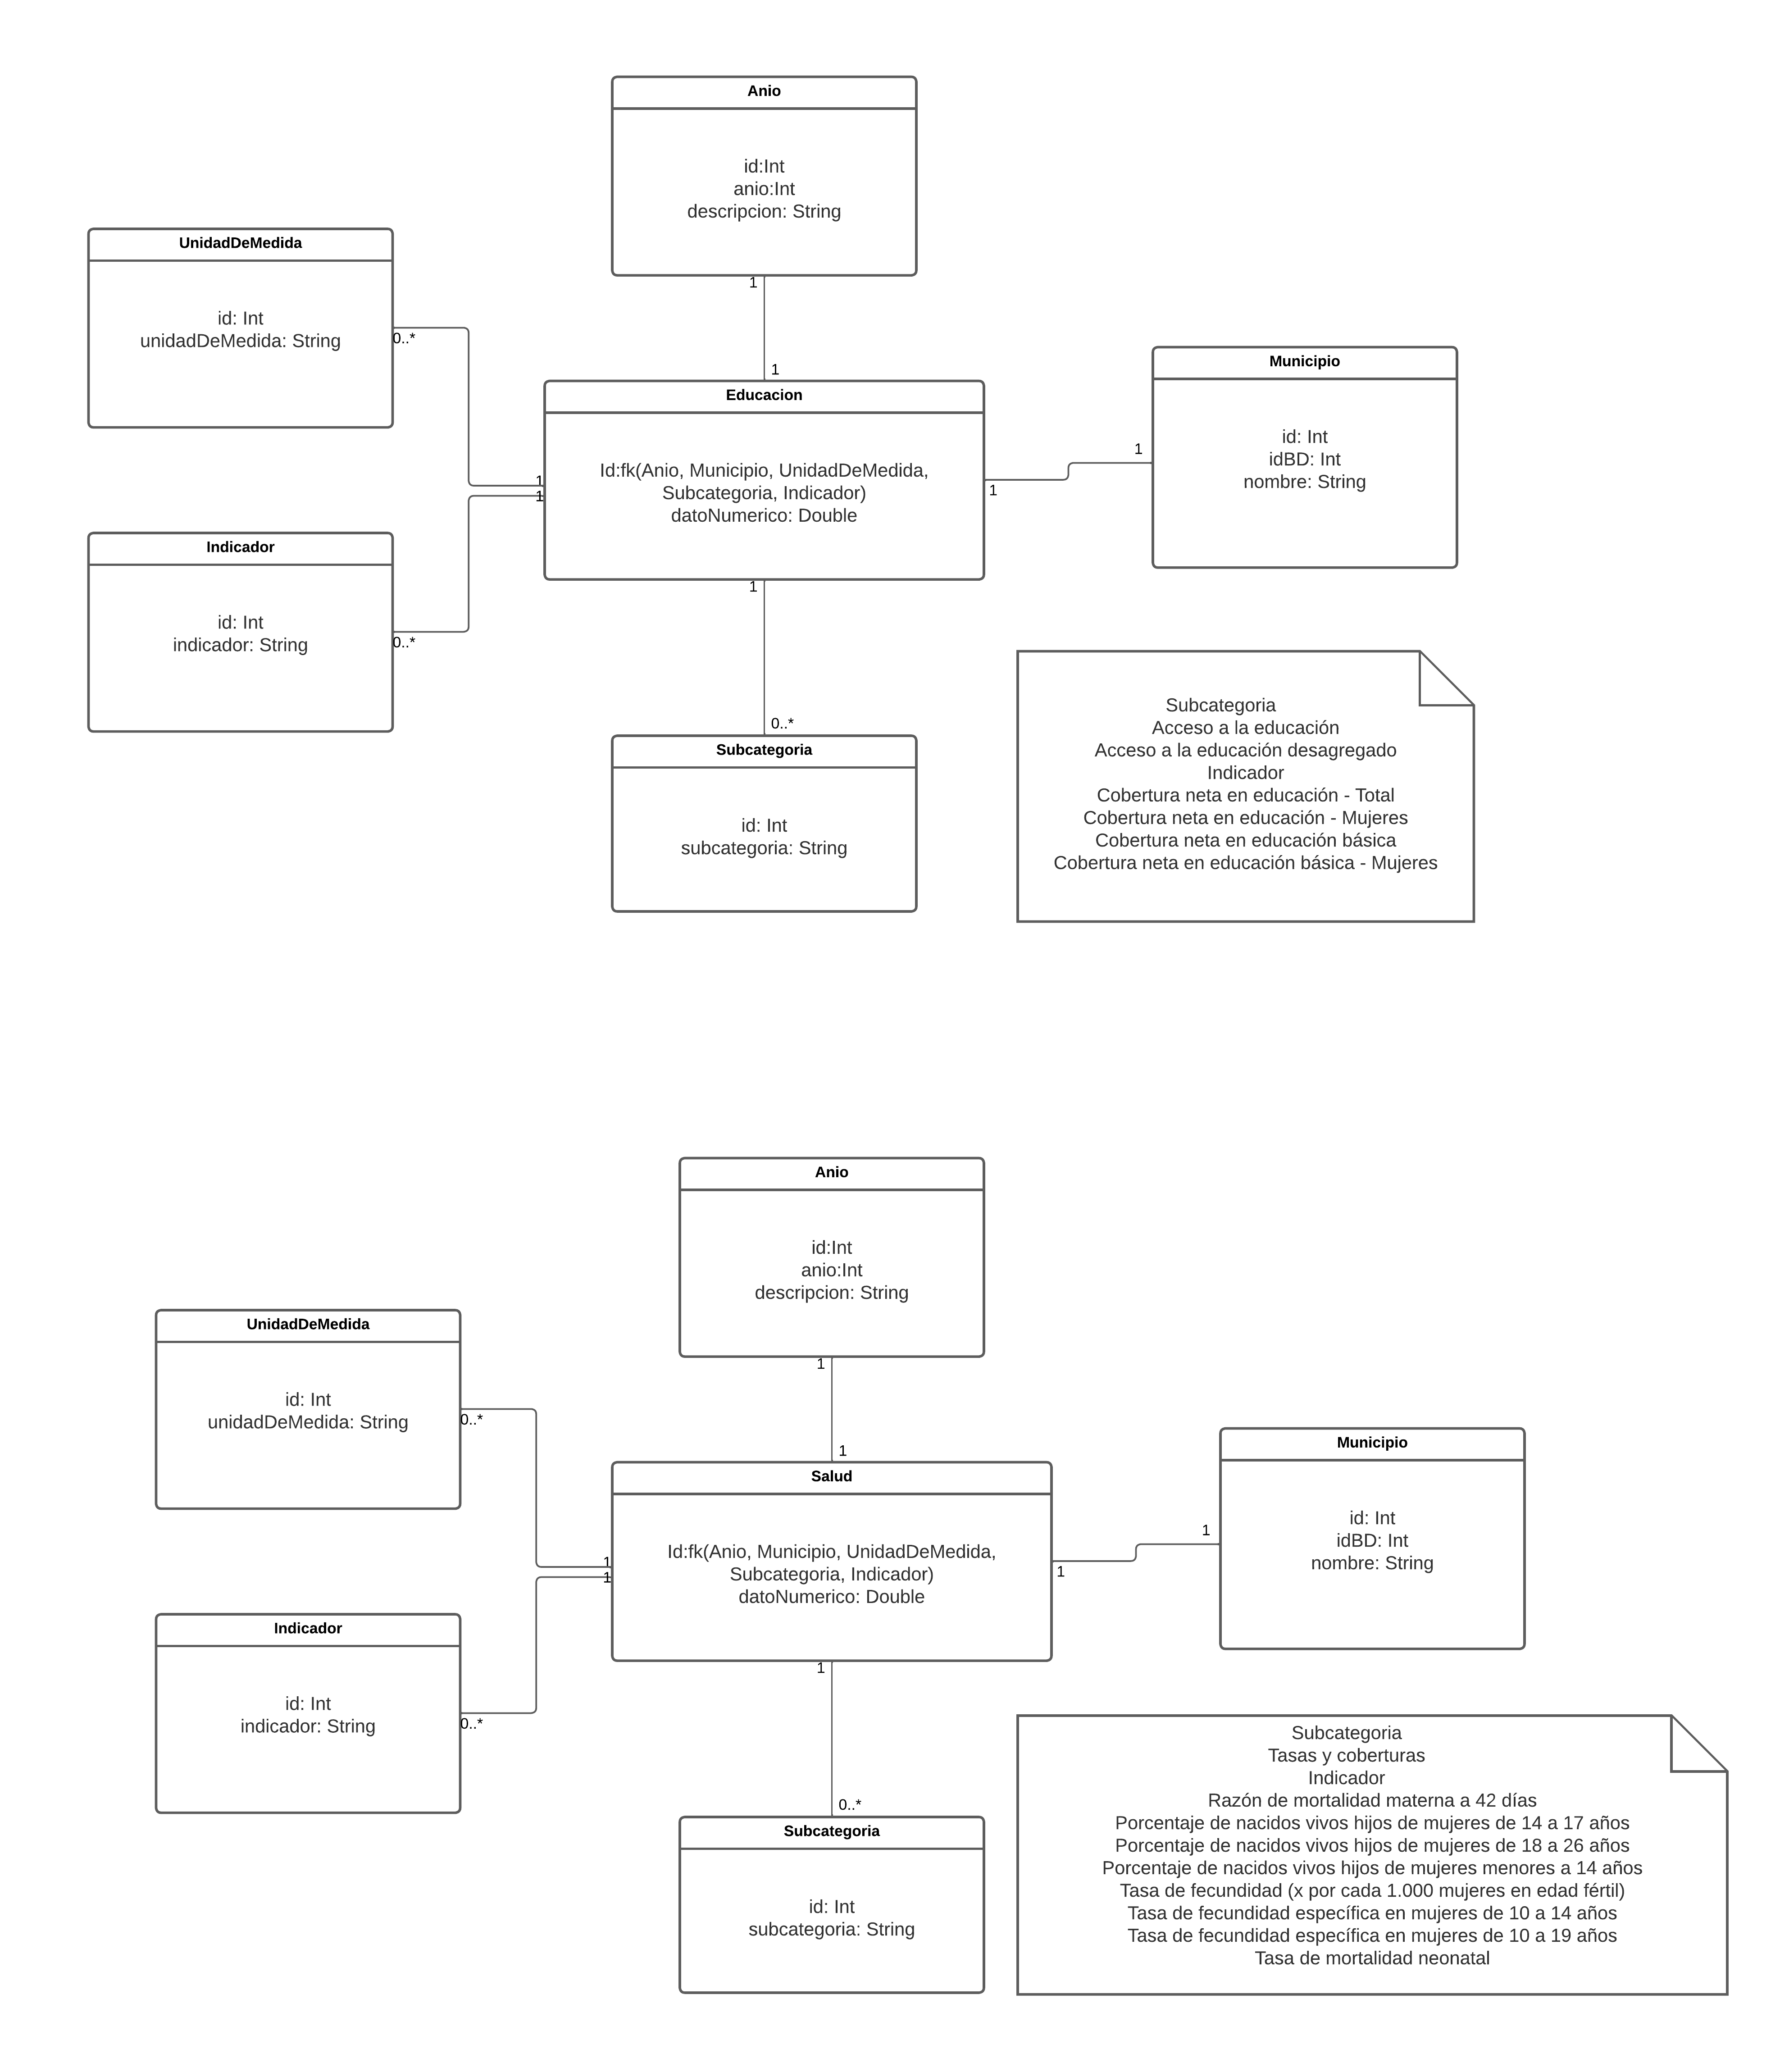 Anio
id:Int
anio:Int
descripcion: String
UnidadDeMedida
id: Int
unidadDeMedida: String
1
0..*
Municipio
id: Int
idBD: Int
nombre: String
1
Educacion
Id:fk(Anio, Municipio, UnidadDeMedida,
Subcategoria, Indicador)
datoNumerico: Double
1
1
1
1
Indicador
id: Int
indicador: String
0..*
1
0..*
Subcategoria
id: Int
subcategoria: String
Subcategoria
Acceso a la educación
Acceso a la educación desagregado
Indicador
Cobertura neta en educación - Total
Cobertura neta en educación - Mujeres
Cobertura neta en educación básica
Cobertura neta en educación básica - Mujeres
Anio
id:Int
anio:Int
descripcion: String
UnidadDeMedida
id: Int
unidadDeMedida: String
1
0..*
Municipio
id: Int
idBD: Int
nombre: String
1
1
Salud
Id:fk(Anio, Municipio, UnidadDeMedida,
Subcategoria, Indicador)
datoNumerico: Double
1
1
1
Indicador
id: Int
indicador: String
0..*
1
0..*
Subcategoria
id: Int
subcategoria: String
Subcategoria
Tasas y coberturas
Indicador
Razón de mortalidad materna a 42 días
Porcentaje de nacidos vivos hijos de mujeres de 14 a 17 años
Porcentaje de nacidos vivos hijos de mujeres de 18 a 26 años
Porcentaje de nacidos vivos hijos de mujeres menores a 14 años
Tasa de fecundidad (x por cada 1.000 mujeres en edad fértil)
Tasa de fecundidad específica en mujeres de 10 a 14 años
Tasa de fecundidad específica en mujeres de 10 a 19 años
Tasa de mortalidad neonatal